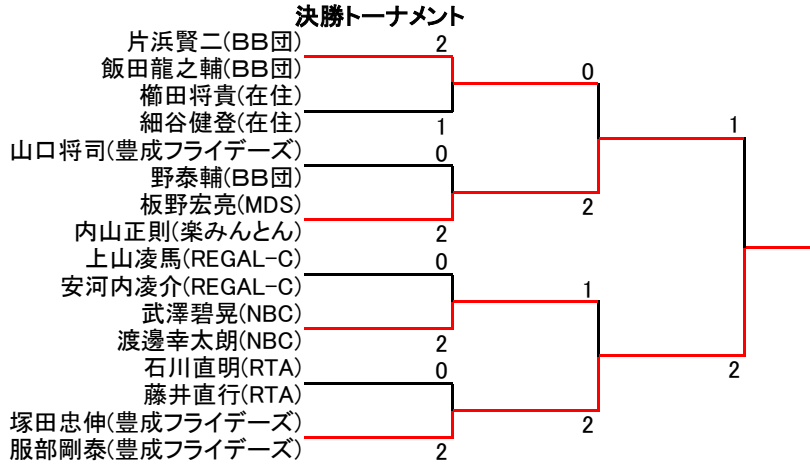 決勝トーナメント
片浜賢二(BB団)
飯田龍之輔(BB団)
櫛田将貴(在住)
細谷健登(在住)
山口将司(豊成フライデーズ)
野泰輔(BB団)
板野宏亮(MDS)
内山正則(楽みんとん)
上山凌馬(REGAL-C)
安河内凌介(REGAL-C)
武澤碧晃(NBC)
渡邊幸太朗(NBC)
石川直明(RTA)
藤井直行(RTA)
塚田忠伸(豊成フライデーズ)
服部剛泰(豊成フライデーズ)
2
1
0
2
0
2
0
2
0
2
1
2
1
2